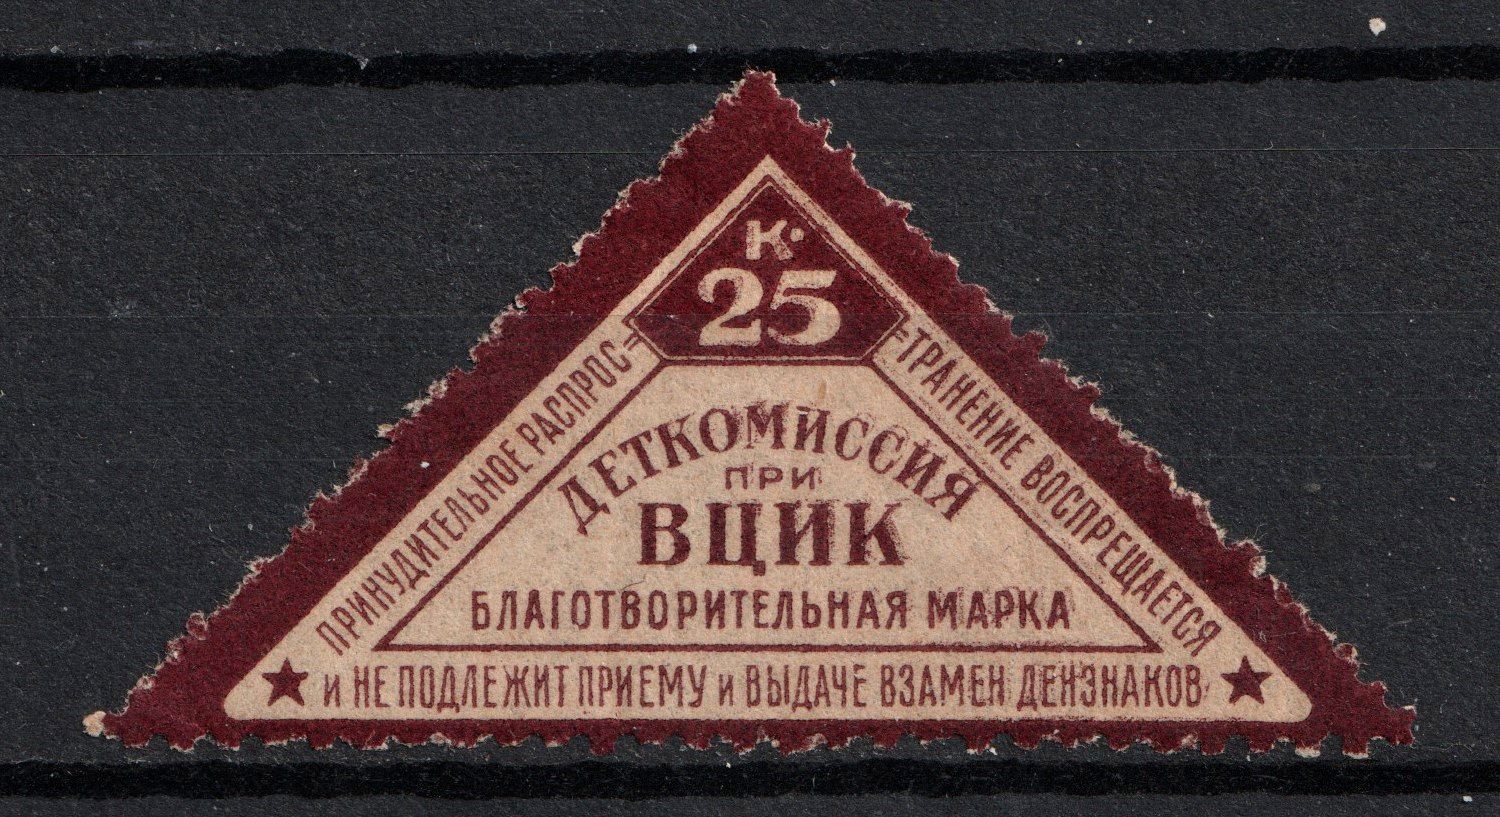 К.
25
ПРИНУДИТЕЛЬНОЕ РАСПРОС=
=ТРАНЕНИЕ ВОСПРЕЩАЕТСЯ
ДЕТКОМИССИЯ
ПРИ
ВЦИК
БЛАГОТВОРИТЕЛЬНАЯ МАРКА
И НЕ ПОДЛЕЖИТ ПРИЕМУ И ВЫДАЧЕ ВЗАМЕН ДЕНЗНАКОВ